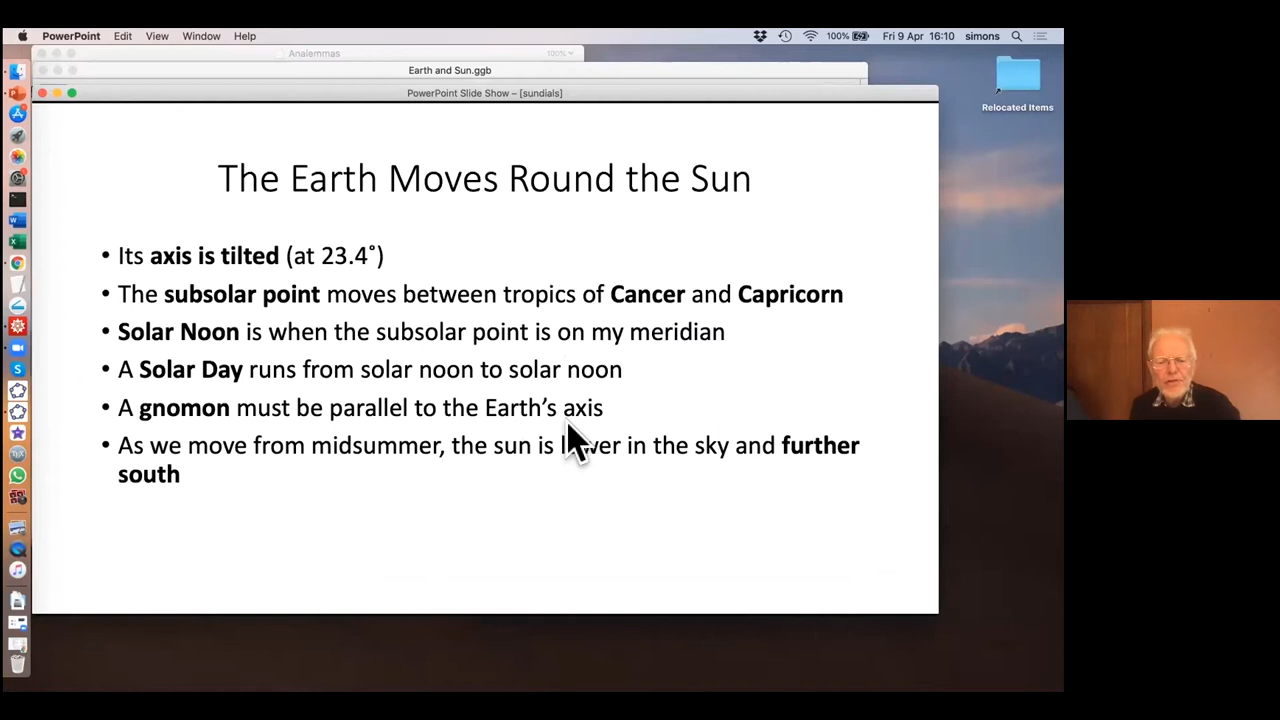 PowerPoint Edit View Window Help 100% Fri 9 Apr 16:10 simons
Analemmas 100%
Earth and Sun.ggb
PowerPoint Slide Show – [sundials]
Relocated Items
The Earth Moves Round the Sun
• Its axis is tilted (at 23.4˚)
• The subsolar point moves between tropics of Cancer and Capricorn
• Solar Noon is when the subsolar point is on my meridian
• A Solar Day runs from solar noon to solar noon
• A gnomon must be parallel to the Earth’s axis
• As we move from midsummer, the sun is in the sky and further
south